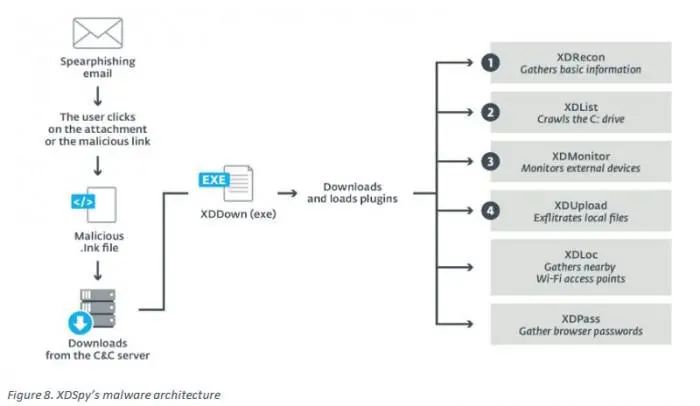 Spearphishing
email
The user clicks
on the attachment
or the malicious link
</>
Malicious
.lnk file
Downloads
from the C&C server
EXE
XDDown (exe)
Downloads
and loads plugins
1
XDRecon
Gathers basic information
2
XDList
Crawls the C: drive
3
XDMonitor
Monitors external devices
4
XDUpload
Exflitrates local files
XDLoc
Gathers nearby
Wi-Fi access points
XDPass
Gather browser passwords
Figure 8. XDSpy's malware architecture